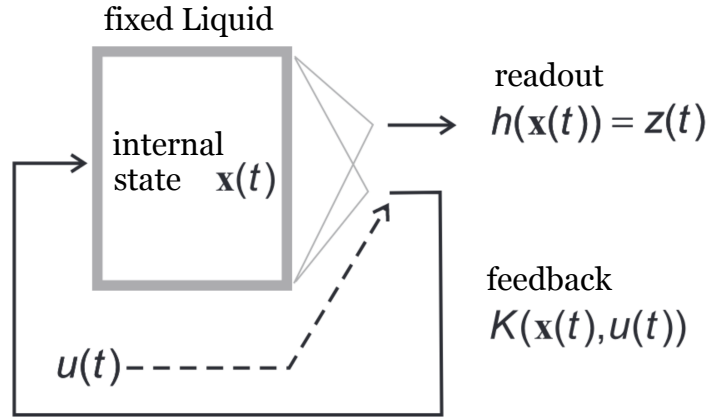 fixed Liquid
readout
h(x(t)) = z(t)
internal
state x(t)
feedback
K(x(t),u(t))
u(t)